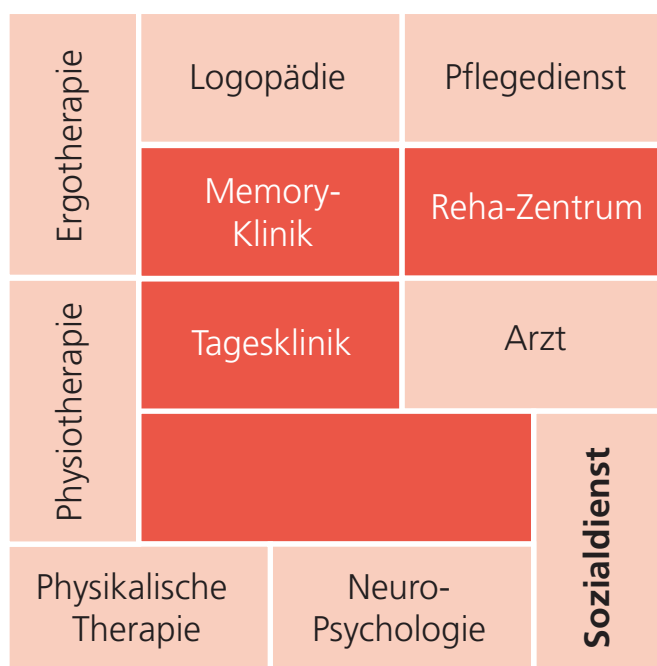 Ergotherapie
Logopädie
Pflegedienst
Memory-
Klinik
Reha-Zentrum
Physiotherapie
Tagesklinik
Arzt
Sozialdienst
Physikalische
Therapie
Neuro-
Psychologie